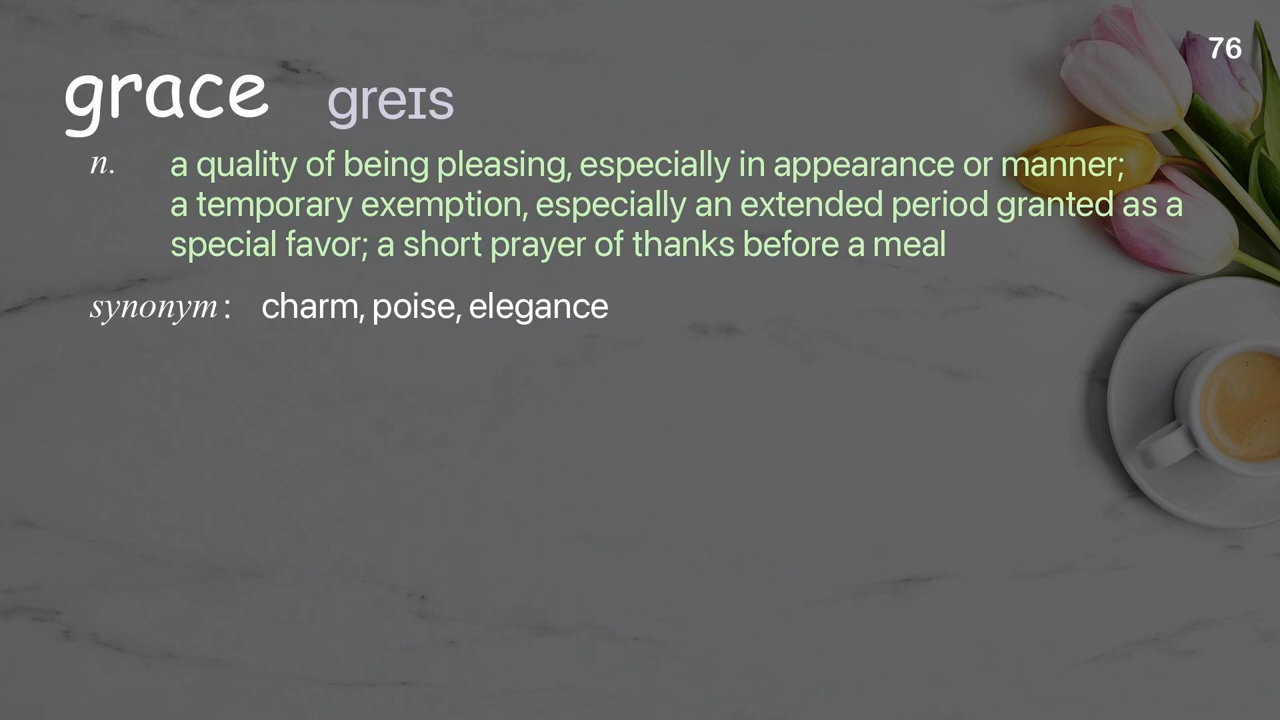 76
grace greɪs
n. a quality of being pleasing, especially in appearance or manner;
a temporary exemption, especially an extended period granted as a
special favor; a short prayer of thanks before a meal
synonym: charm, poise, elegance